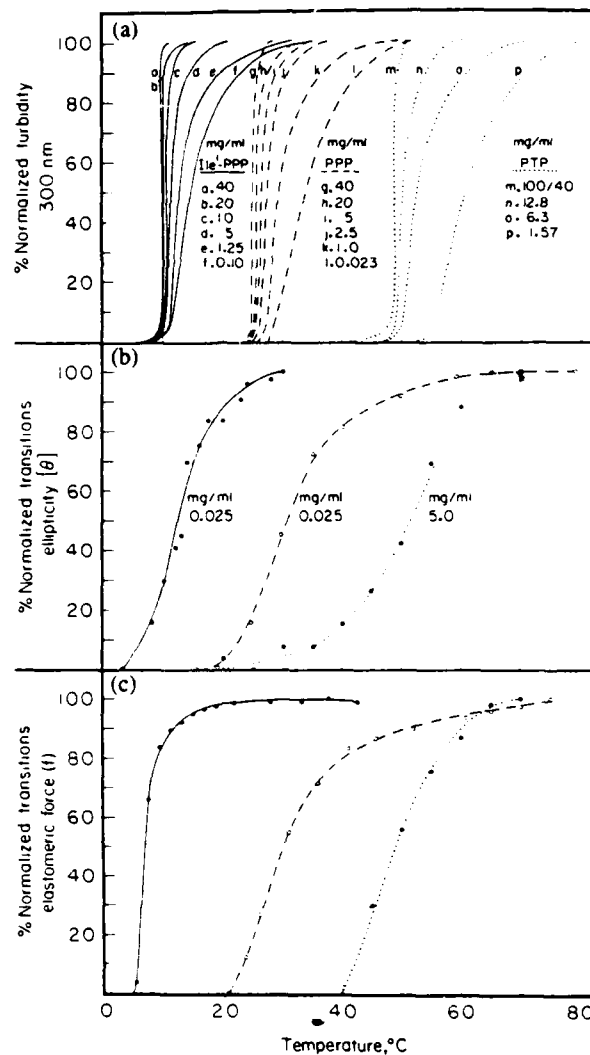 (a)
100
80
60
40
20
% Normalized turbidity
300 nm
a
b
c
d
e
f
g
h
i
j
k
l
m
n
o
p
mg/ml
Ile¹-PPP
a. 40
b. 20
c. 10
d. 5
e. 1.25
f. 0.10
mg/ml
PPP
g. 40
h. 20
i. 5
j. 2.5
k. 1.0
l. 0.023
mg/ml
PTP
m. 100/40
n. 12.8
o. 6.3
p. 1.57
(b)
100
80
60
40
20
% Normalized transitions
ellipticity [θ]
mg/ml
0.025
mg/ml
0.025
mg/ml
5.0
(c)
100
80
60
40
20
% Normalized transitions
elastomeric force (f)
0 20 40 60 80
Temperature, °C